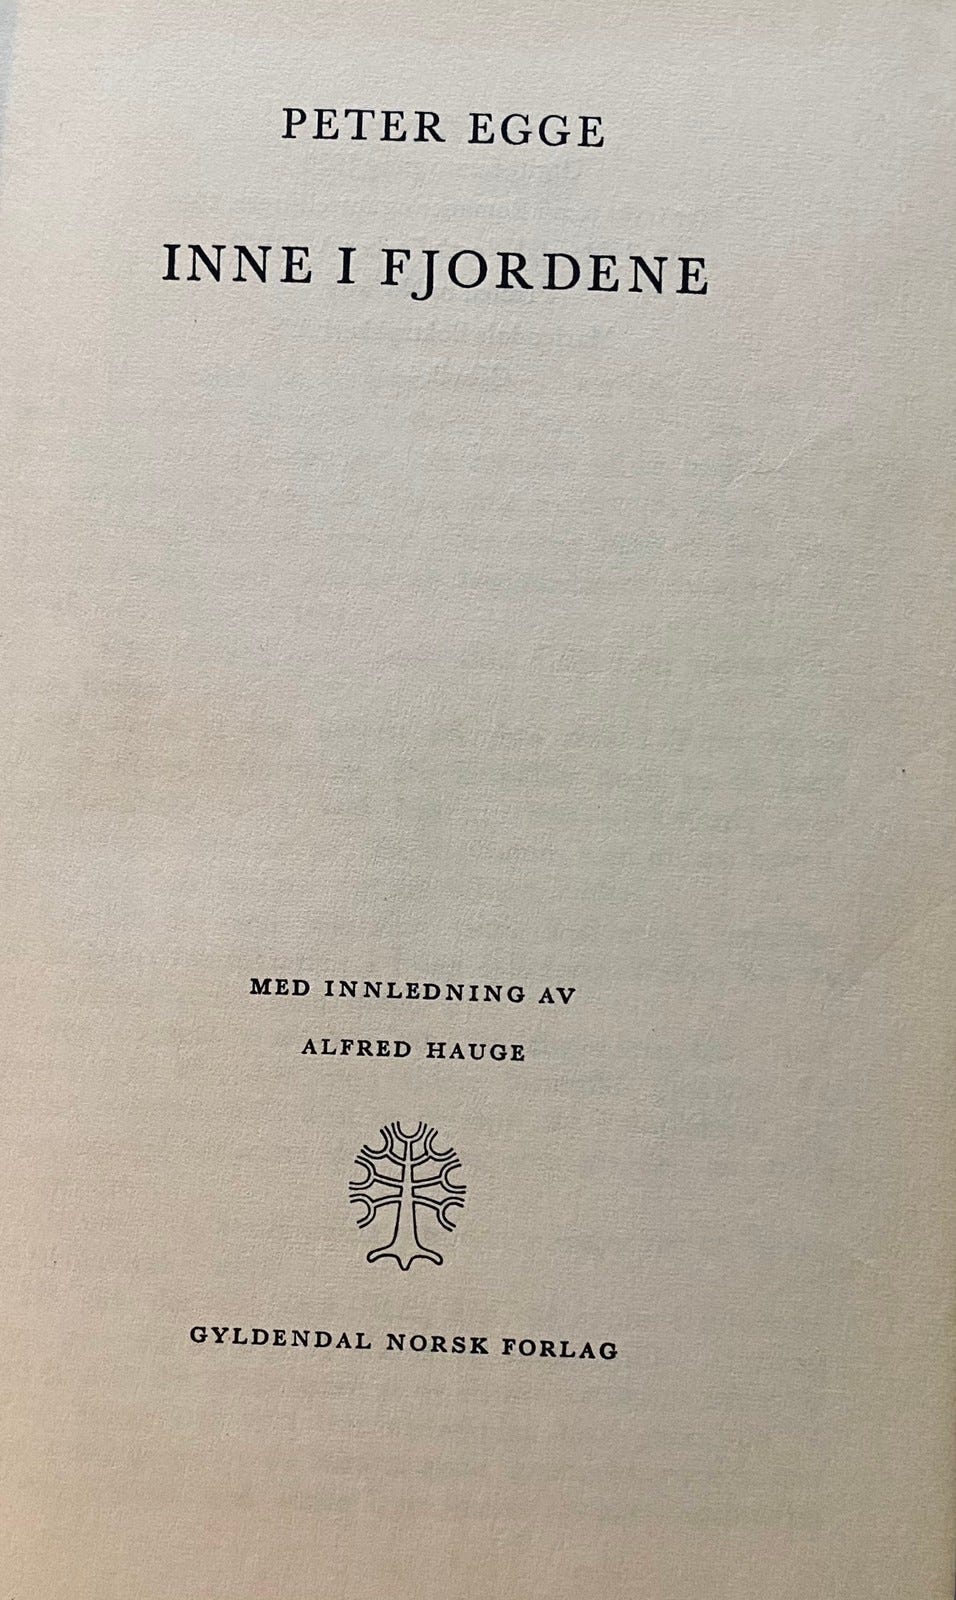 PETER EGGE
INNE I FJORDENE
MED INNLEDNING AV
ALFRED HAUGE
GYLDENDAL NORSK FORLAG